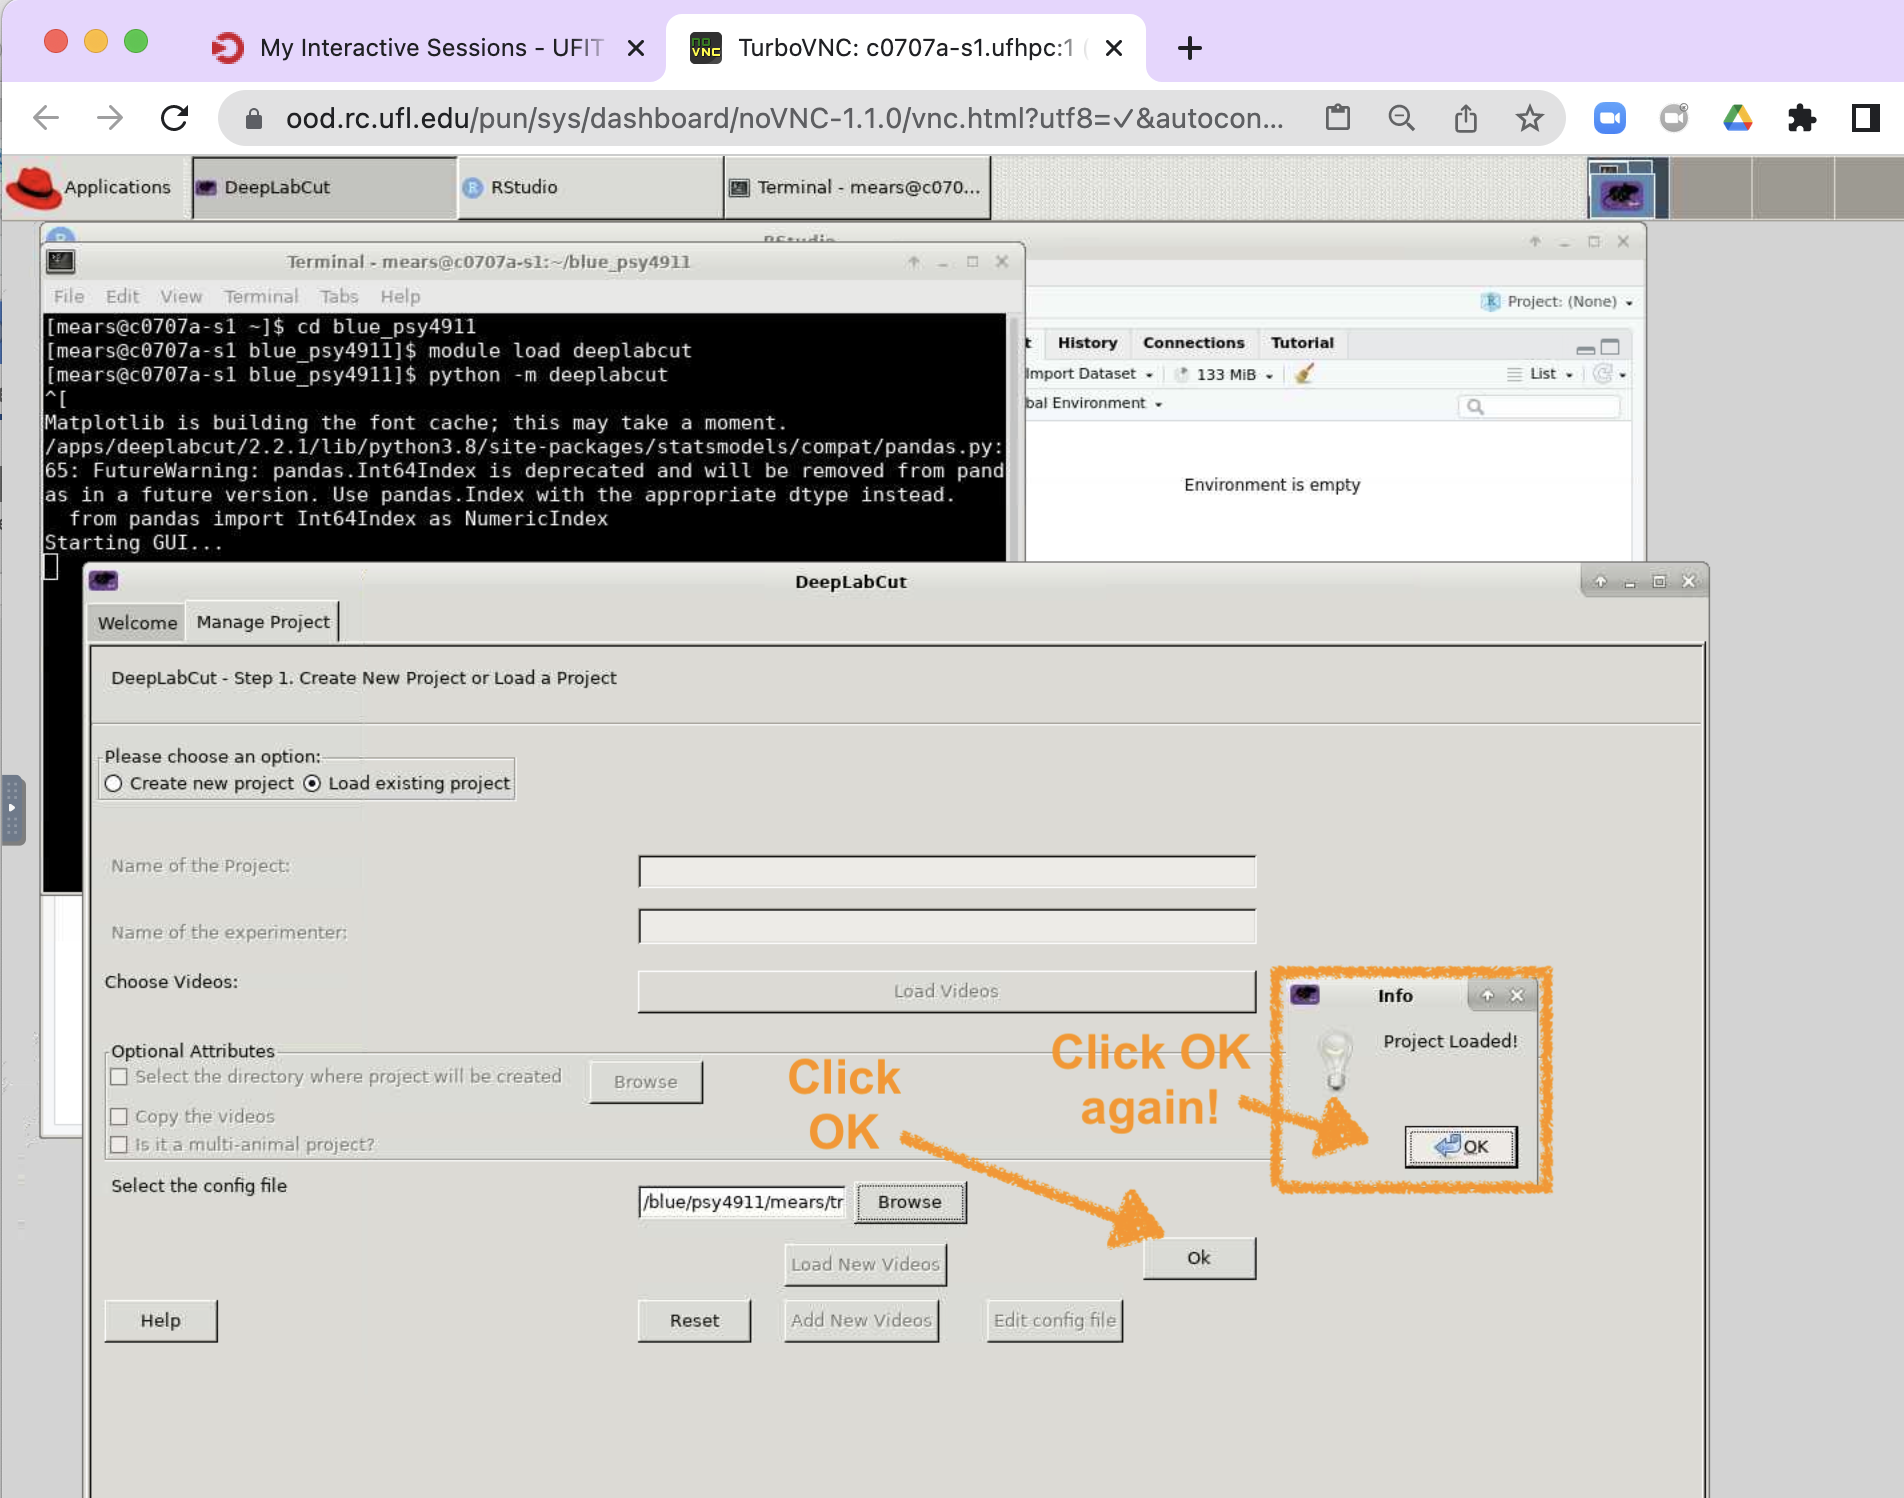 My Interactive Sessions - UFIT
TurboVNC: c0707a-s1.ufhpc:1 (
ood.rc.ufl.edu/pun/sys/dashboard/noVNC-1.1.0/vnc.html?utf8=✓&autocon...
Applications
DeepLabCut
RStudio
Terminal - mears@c070...
RStudio
Terminal - mears@c0707a-s1:~/blue_psy4911
File Edit View Terminal Tabs Help
Project: (None)
[mears@c0707a-s1 ~]$ cd blue_psy4911
[mears@c0707a-s1 blue_psy4911]$ module load deeplabcut
[mears@c0707a-s1 blue_psy4911]$ python -m deeplabcut
^[
Matplotlib is building the font cache; this may take a moment.
/apps/deeplabcut/2.2.1/lib/python3.8/site-packages/statsmodels/compat/pandas.py:
65: FutureWarning: pandas.Int64Index is deprecated and will be removed from pand
as in a future version. Use pandas.Index with the appropriate dtype instead.
from pandas import Int64Index as NumericIndex
Starting GUI...
t History Connections Tutorial
Import Dataset 133 MiB List
bal Environment
Environment is empty
DeepLabCut
Welcome Manage Project
DeepLabCut - Step 1. Create New Project or Load a Project
Please choose an option:
Create new project Load existing project
Name of the Project:
Name of the experimenter:
Choose Videos:
Load Videos
Optional Attributes
Select the directory where project will be created Browse
Copy the videos
Is it a multi-animal project?
Select the config file
/blue/psy4911/mears/tr Browse
Load New Videos
Ok
Help
Reset
Add New Videos
Edit config file
Click
OK
Click OK
again!
Info
Project Loaded!
OK